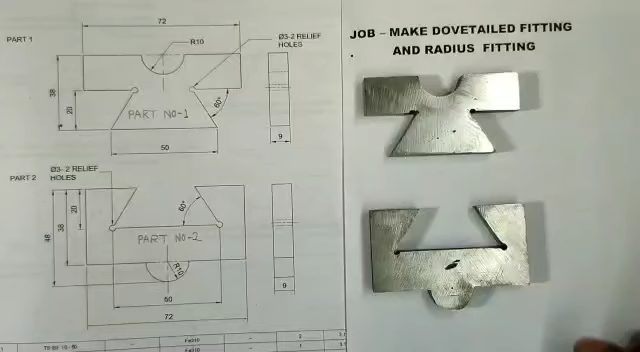 72
PART 1
R10
Ø3-2 RELIEF
HOLES
38
20
60°
PART NO-1
50
9
JOB – MAKE DOVETAILED FITTING
AND RADIUS FITTING
PART 2
Ø3- 2 RELIEF
HOLES
48
38
20
60°
PART NO-2
R10
9
72
Fe310
Fe310